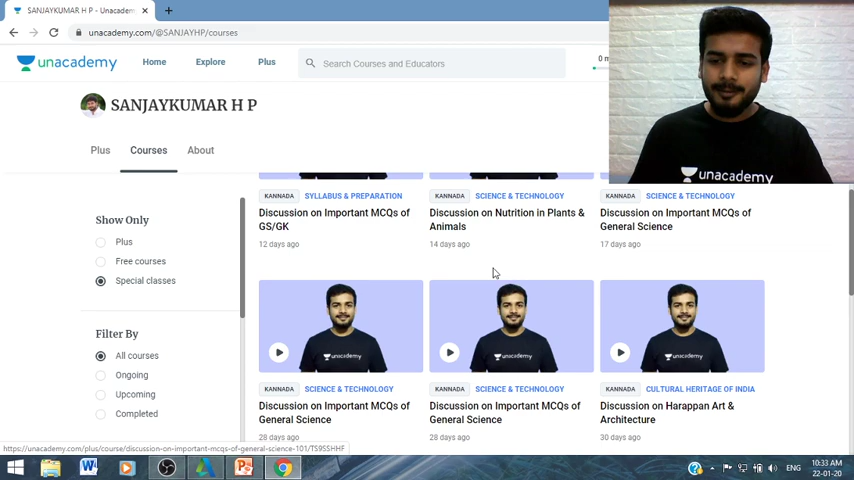 SANJAYKUMAR H P - Unacadem
unacademy.com/@SANJAYHP/courses
unacademy
Home
Explore
Plus
Search Courses and Educators
0 m
SANJAYKUMAR H P
Plus
Courses
About
unacademy
Show Only
Plus
Free courses
Special classes
Filter By
All courses
Ongoing
Upcoming
Completed
KANNADA SYLLABUS & PREPARATION
Discussion on Important MCQs of
GS/GK
12 days ago
KANNADA SCIENCE & TECHNOLOGY
Discussion on Nutrition in Plants &
Animals
14 days ago
KANNADA SCIENCE & TECHNOLOGY
Discussion on Important MCQs of
General Science
17 days ago
unacademy
unacademy
unacademy
KANNADA SCIENCE & TECHNOLOGY
Discussion on Important MCQs of
General Science
28 days ago
KANNADA SCIENCE & TECHNOLOGY
Discussion on Important MCQs of
General Science
28 days ago
KANNADA CULTURAL HERITAGE OF INDIA
Discussion on Harappan Art &
Architecture
30 days ago
https://unacademy.com/plus/course/discussion-on-important-mcqs-of-general-science-101/TS9SSHHF
ENG
10:33 AM
22-01-20